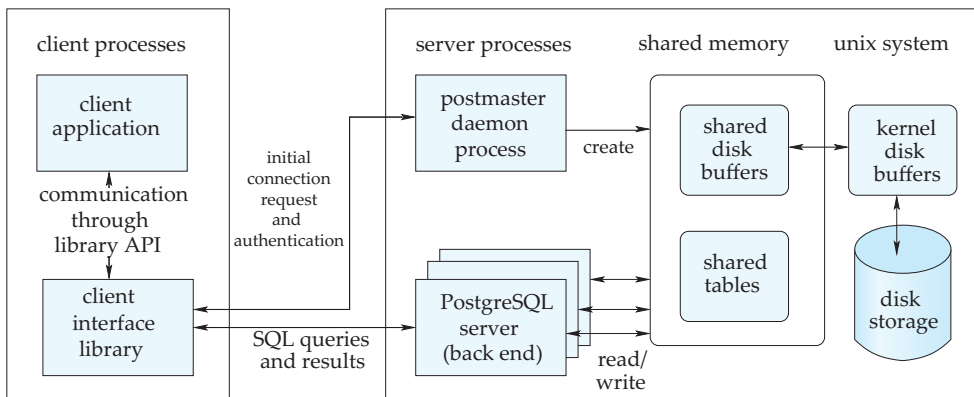 client processes
client
application
communication
through
library API
client
interface
library
initial
connection
request
and
authentication
SQL queries
and results
server processes
postmaster
daemon
process
create
PostgreSQL
server
(back end)
read/
write
shared memory
shared
disk
buffers
shared
tables
unix system
kernel
disk
buffers
disk
storage